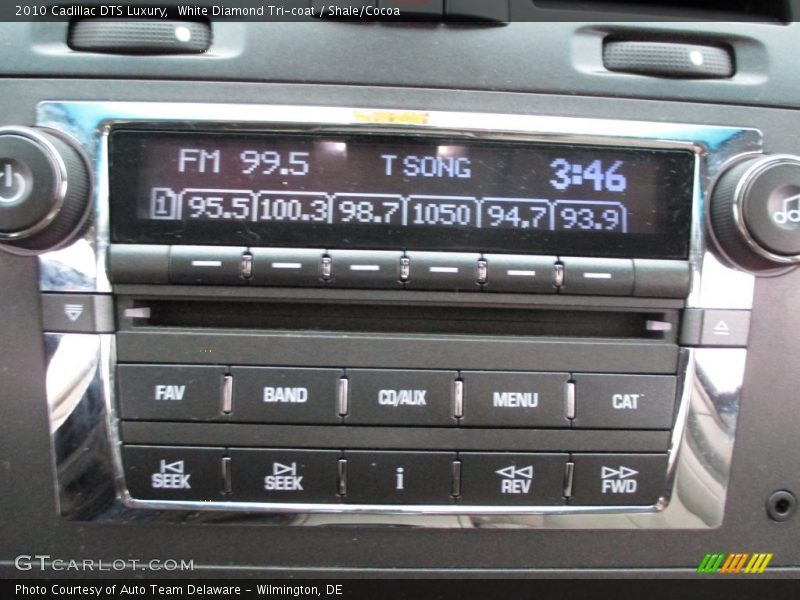 2010 Cadillac DTS Luxury,  White Diamond Tri-coat / Shale/Cocoa
FM 99.5 T SONG 3:46
1 95.5 100.3 98.7 1050 94.7 93.9
FAV BAND CD/AUX MENU CAT
SEEK SEEK i REV FWD
GTCARLOT.COM
Photo Courtesy of Auto Team Delaware - Wilmington, DE